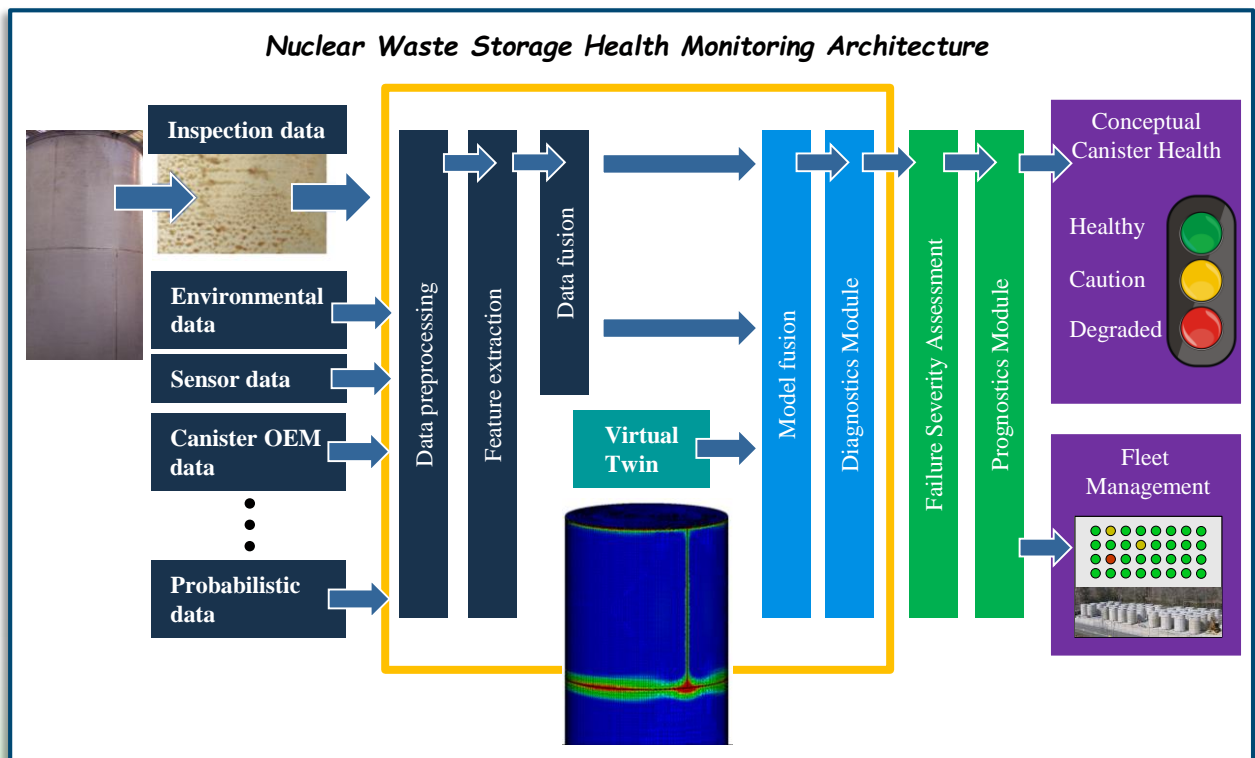 Nuclear Waste Storage Health Monitoring Architecture
Inspection data
Environmental
data
Sensor data
Canister OEM
data
Probabilistic
data
Data preprocessing
Feature extraction
Data fusion
Virtual
Twin
Model fusion
Diagnostics Module
Failure Severity Assessment
Prognostics Module
Conceptual
Canister Health
Healthy
Caution
Degraded
Fleet
Management